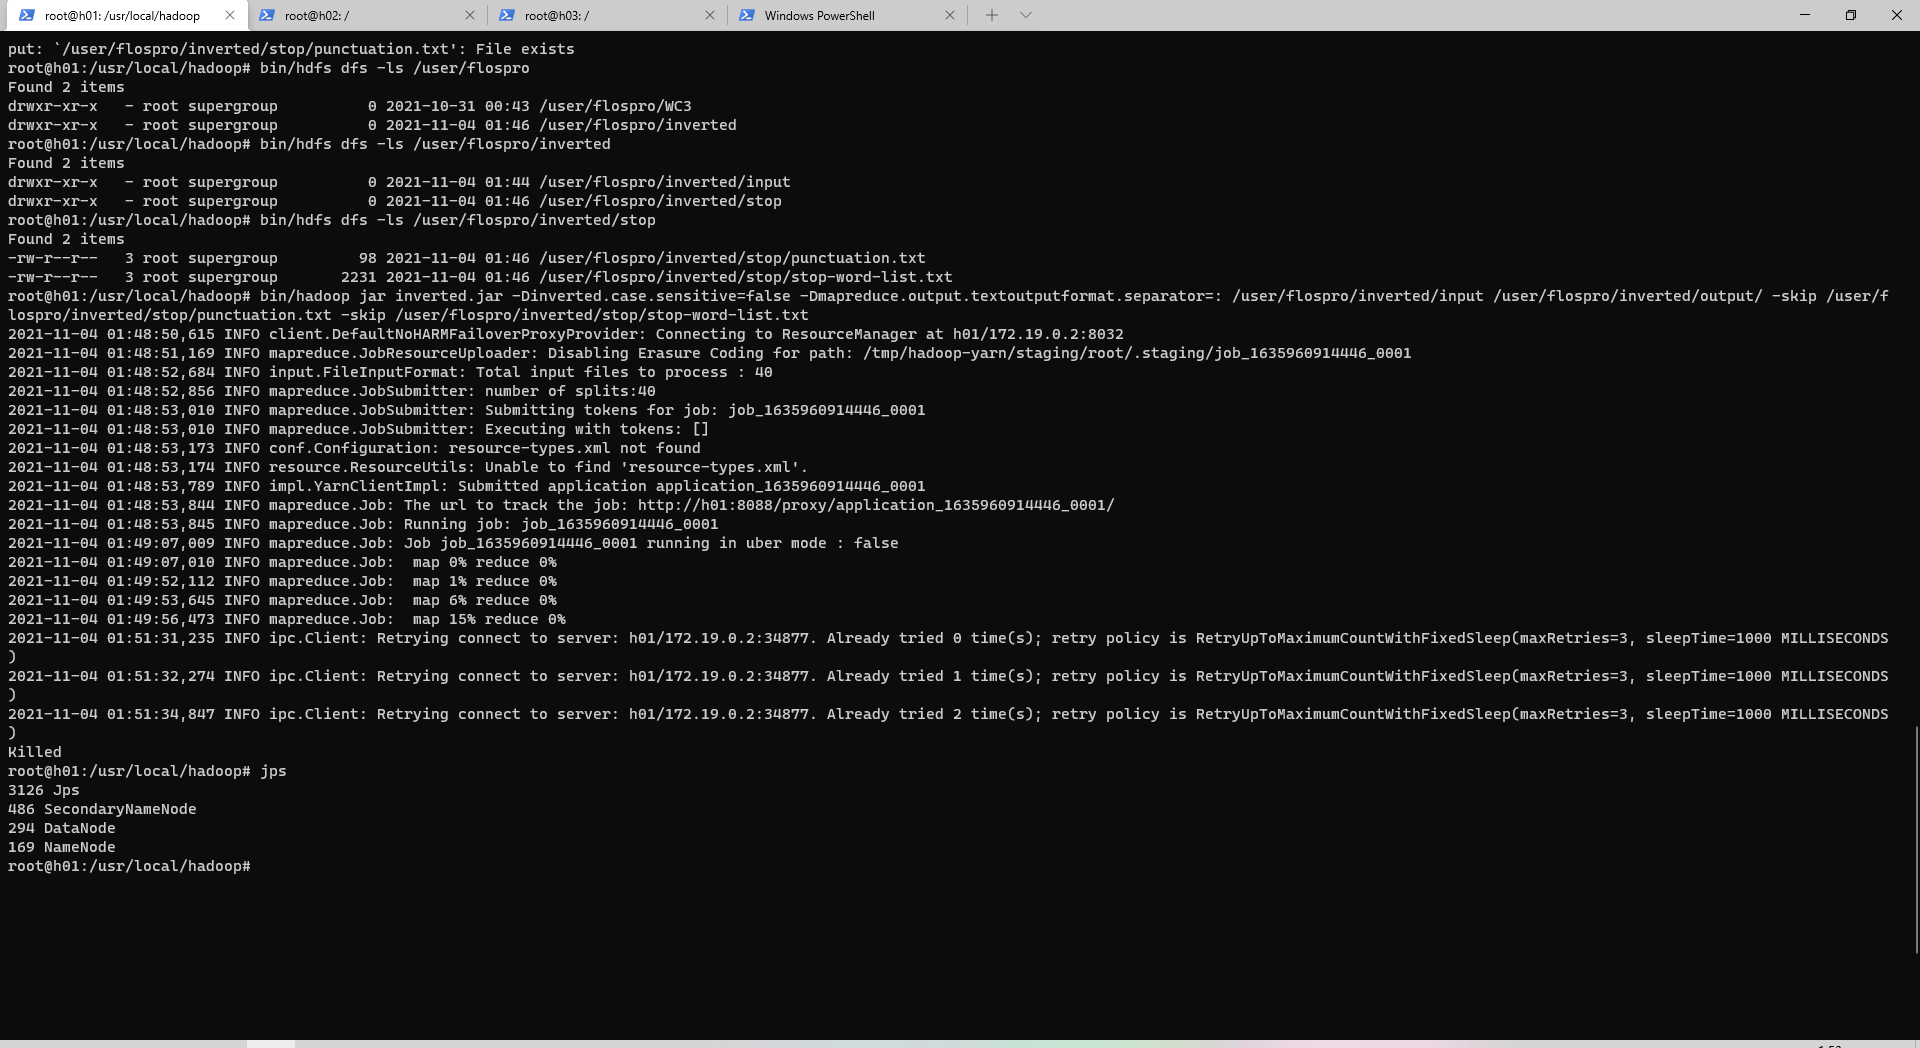 root@h01: /usr/local/hadoop
root@h02: /
root@h03: /
Windows PowerShell
put: `/user/flospro/inverted/stop/punctuation.txt': File exists
root@h01:/usr/local/hadoop# bin/hdfs dfs -ls /user/flospro
Found 2 items
drwxr-xr-x   - root supergroup          0 2021-10-31 00:43 /user/flospro/WC3
drwxr-xr-x   - root supergroup          0 2021-11-04 01:46 /user/flospro/inverted
root@h01:/usr/local/hadoop# bin/hdfs dfs -ls /user/flospro/inverted
Found 2 items
drwxr-xr-x   - root supergroup          0 2021-11-04 01:44 /user/flospro/inverted/input
drwxr-xr-x   - root supergroup          0 2021-11-04 01:46 /user/flospro/inverted/stop
root@h01:/usr/local/hadoop# bin/hdfs dfs -ls /user/flospro/inverted/stop
Found 2 items
-rw-r--r--   3 root supergroup         98 2021-11-04 01:46 /user/flospro/inverted/stop/punctuation.txt
-rw-r--r--   3 root supergroup       2231 2021-11-04 01:46 /user/flospro/inverted/stop/stop-word-list.txt
root@h01:/usr/local/hadoop# bin/hadoop jar inverted.jar -Dinverted.case.sensitive=false -Dmapreduce.output.textoutputformat.separator=: /user/flospro/inverted/input /user/flospro/inverted/output/ -skip /user/f
lospro/inverted/stop/punctuation.txt -skip /user/flospro/inverted/stop/stop-word-list.txt
2021-11-04 01:48:50,615 INFO client.DefaultNoHARMFailoverProxyProvider: Connecting to ResourceManager at h01/172.19.0.2:8032
2021-11-04 01:48:51,169 INFO mapreduce.JobResourceUploader: Disabling Erasure Coding for path: /tmp/hadoop-yarn/staging/root/.staging/job_1635960914446_0001
2021-11-04 01:48:52,684 INFO input.FileInputFormat: Total input files to process : 40
2021-11-04 01:48:52,856 INFO mapreduce.JobSubmitter: number of splits:40
2021-11-04 01:48:53,010 INFO mapreduce.JobSubmitter: Submitting tokens for job: job_1635960914446_0001
2021-11-04 01:48:53,010 INFO mapreduce.JobSubmitter: Executing with tokens: []
2021-11-04 01:48:53,173 INFO conf.Configuration: resource-types.xml not found
2021-11-04 01:48:53,174 INFO resource.ResourceUtils: Unable to find 'resource-types.xml'.
2021-11-04 01:48:53,789 INFO impl.YarnClientImpl: Submitted application application_1635960914446_0001
2021-11-04 01:48:53,844 INFO mapreduce.Job: The url to track the job: http://h01:8088/proxy/application_1635960914446_0001/
2021-11-04 01:48:53,845 INFO mapreduce.Job: Running job: job_1635960914446_0001
2021-11-04 01:49:07,009 INFO mapreduce.Job: Job job_1635960914446_0001 running in uber mode : false
2021-11-04 01:49:07,010 INFO mapreduce.Job:  map 0% reduce 0%
2021-11-04 01:49:52,112 INFO mapreduce.Job:  map 1% reduce 0%
2021-11-04 01:49:53,645 INFO mapreduce.Job:  map 6% reduce 0%
2021-11-04 01:49:56,473 INFO mapreduce.Job:  map 15% reduce 0%
2021-11-04 01:51:31,235 INFO ipc.Client: Retrying connect to server: h01/172.19.0.2:34877. Already tried 0 time(s); retry policy is RetryUpToMaximumCountWithFixedSleep(maxRetries=3, sleepTime=1000 MILLISECONDS
)
2021-11-04 01:51:32,274 INFO ipc.Client: Retrying connect to server: h01/172.19.0.2:34877. Already tried 1 time(s); retry policy is RetryUpToMaximumCountWithFixedSleep(maxRetries=3, sleepTime=1000 MILLISECONDS
)
2021-11-04 01:51:34,847 INFO ipc.Client: Retrying connect to server: h01/172.19.0.2:34877. Already tried 2 time(s); retry policy is RetryUpToMaximumCountWithFixedSleep(maxRetries=3, sleepTime=1000 MILLISECONDS
)
Killed
root@h01:/usr/local/hadoop# jps
3126 Jps
486 SecondaryNameNode
294 DataNode
169 NameNode
root@h01:/usr/local/hadoop#